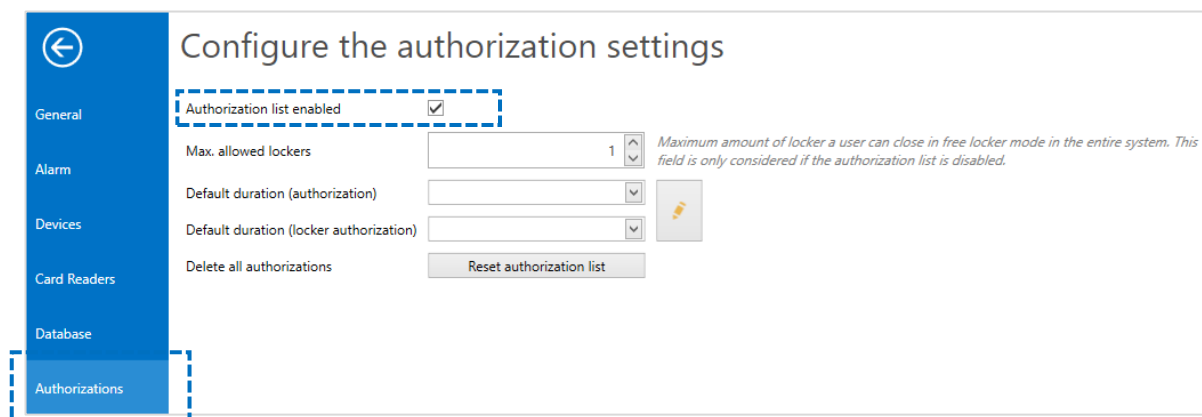 Configure the authorization settings
General
Alarm
Devices
Card Readers
Database
Authorizations
Authorization list enabled
Max. allowed lockers
1
Maximum amount of locker a user can close in free locker mode in the entire system. This
field is only considered if the authorization list is disabled.
Default duration (authorization)
Default duration (locker authorization)
Delete all authorizations
Reset authorization list